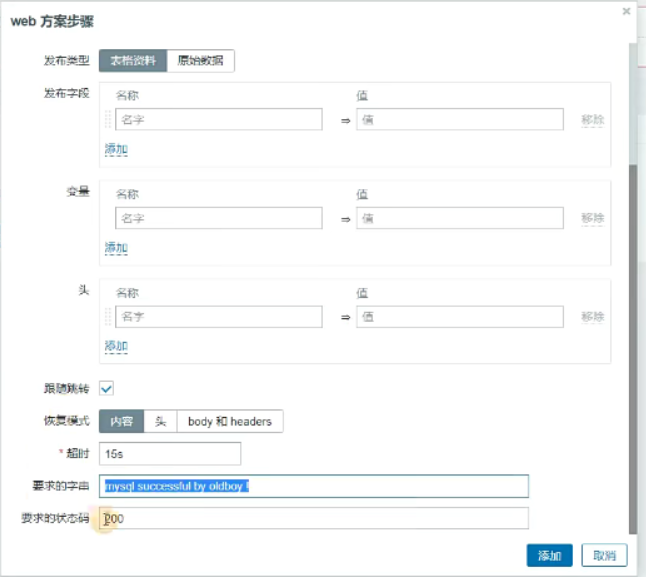 web 方案步骤
×
发布类型 表格资料 原始数据
发布字段 名称 值
名字 ⇒ 值 移除
添加
变量 名称 值
名字 ⇒ 值 移除
添加
头 名称 值
名字 ⇒ 值 移除
添加
跟随跳转
恢复模式 内容 头 body 和 headers
* 超时 15s
要求的字串 mysql successful by oldboy !
要求的状态码 200
添加 取消